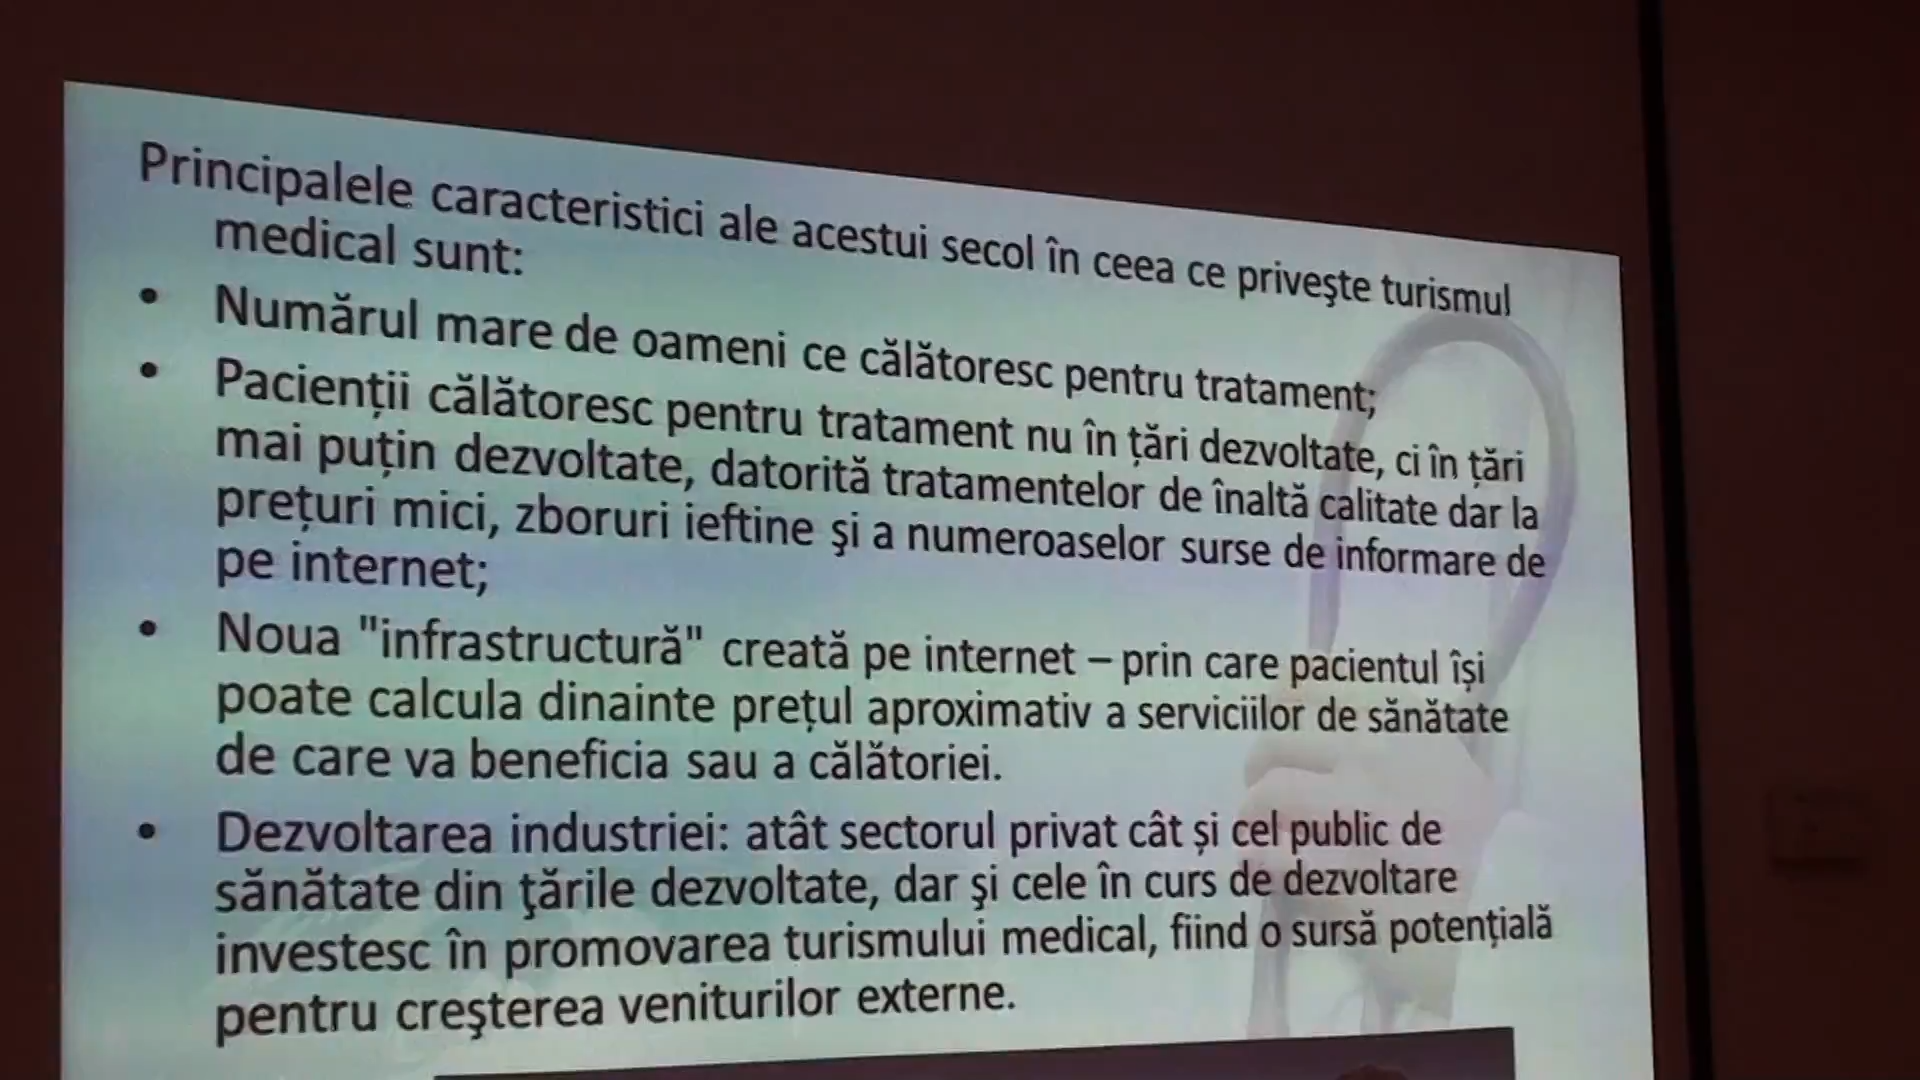 Principalele caracteristici ale acestui secol în ceea ce priveşte turismul
medical sunt:
• Numărul mare de oameni ce călătoresc pentru tratament;
• Pacienții călătoresc pentru tratament nu în țări dezvoltate, ci în țări
mai puțin dezvoltate, datorită tratamentelor de înaltă calitate dar la
prețuri mici, zboruri ieftine şi a numeroaselor surse de informare de
pe internet;
• Noua "infrastructură" creată pe internet – prin care pacientul își
poate calcula dinainte prețul aproximativ a serviciilor de sănătate
de care va beneficia sau a călătoriei.
• Dezvoltarea industriei: atât sectorul privat cât și cel public de
sănătate din ţările dezvoltate, dar şi cele în curs de dezvoltare
investesc în promovarea turismului medical, fiind o sursă potențială
pentru creşterea veniturilor externe.